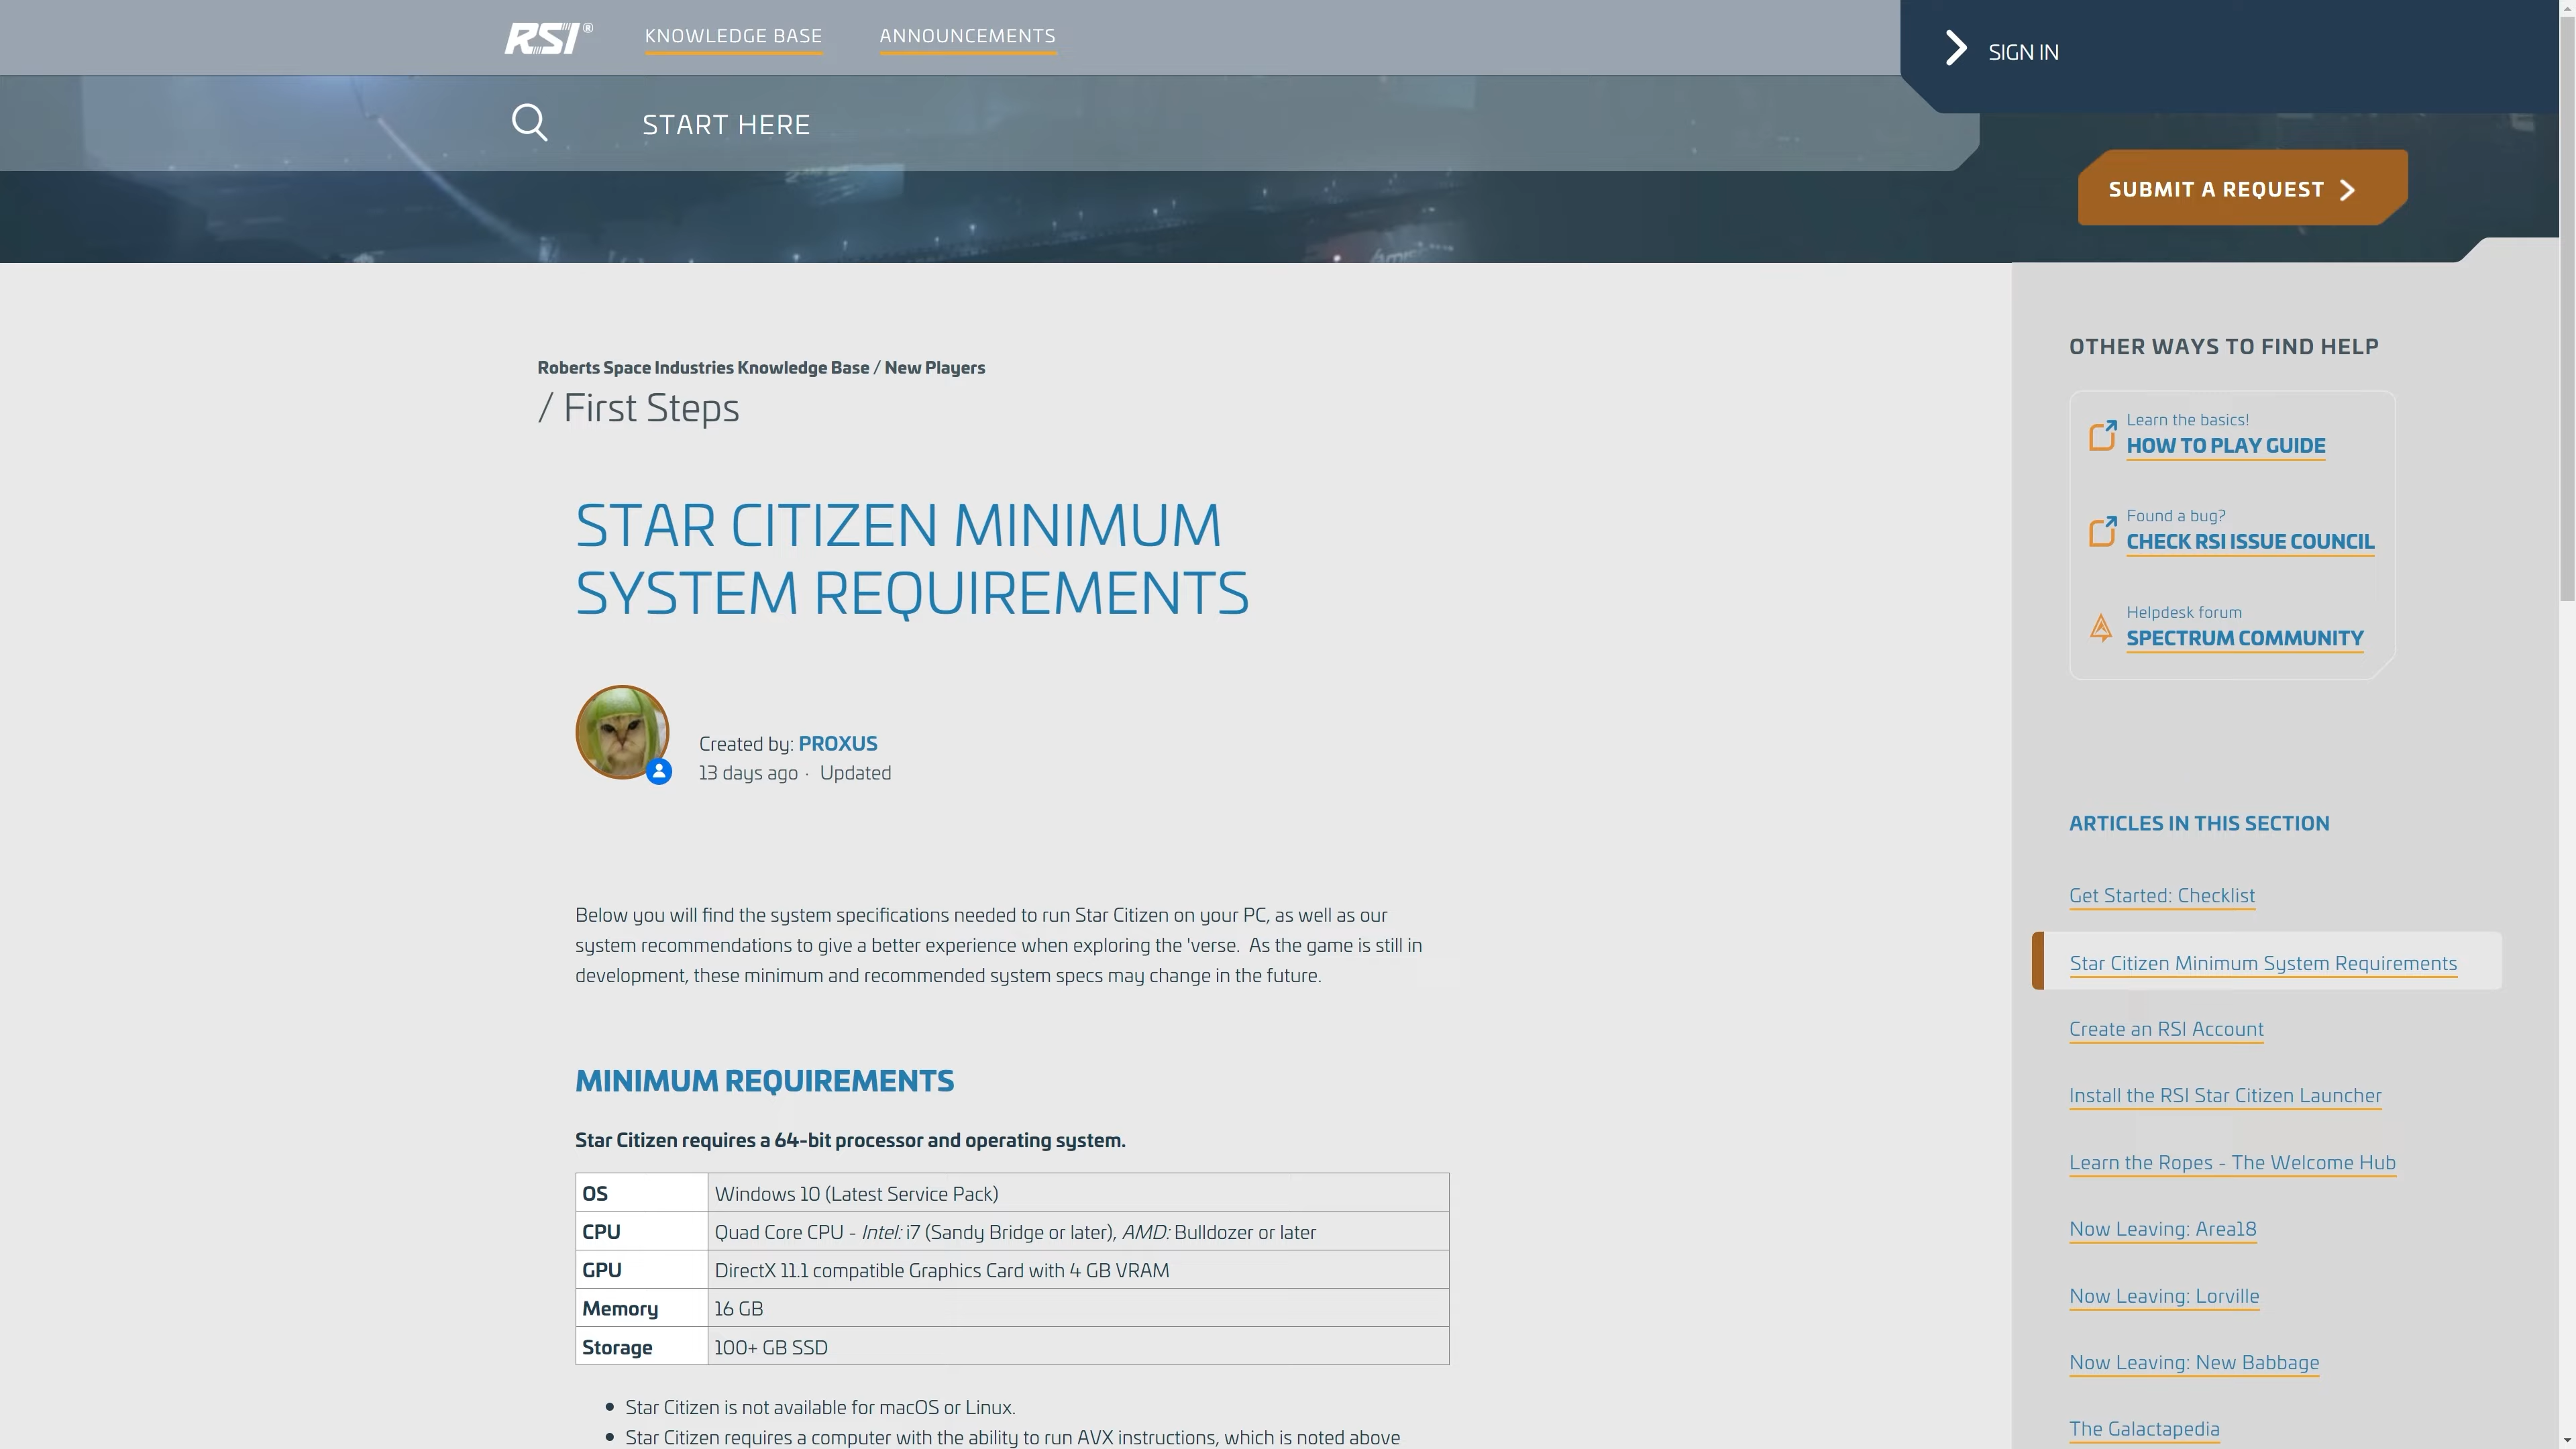 RSI®
KNOWLEDGE BASE
ANNOUNCEMENTS
SIGN IN
START HERE
SUBMIT A REQUEST
Roberts Space Industries Knowledge Base / New Players
/ First Steps
STAR CITIZEN MINIMUM
SYSTEM REQUIREMENTS
Created by: PROXUS
13 days ago · Updated
Below you will find the system specifications needed to run Star Citizen on your PC, as well as our
system recommendations to give a better experience when exploring the 'verse. As the game is still in
development, these minimum and recommended system specs may change in the future.
MINIMUM REQUIREMENTS
Star Citizen requires a 64-bit processor and operating system.
OS Windows 10 (Latest Service Pack)
CPU Quad Core CPU - Intel: i7 (Sandy Bridge or later), AMD: Bulldozer or later
GPU DirectX 11.1 compatible Graphics Card with 4 GB VRAM
Memory 16 GB
Storage 100+ GB SSD
Star Citizen is not available for macOS or Linux.
Star Citizen requires a computer with the ability to run AVX instructions, which is noted above
OTHER WAYS TO FIND HELP
Learn the basics!
HOW TO PLAY GUIDE
Found a bug?
CHECK RSI ISSUE COUNCIL
Helpdesk forum
SPECTRUM COMMUNITY
ARTICLES IN THIS SECTION
Get Started: Checklist
Star Citizen Minimum System Requirements
Create an RSI Account
Install the RSI Star Citizen Launcher
Learn the Ropes - The Welcome Hub
Now Leaving: Area18
Now Leaving: Lorville
Now Leaving: New Babbage
The Galactapedia